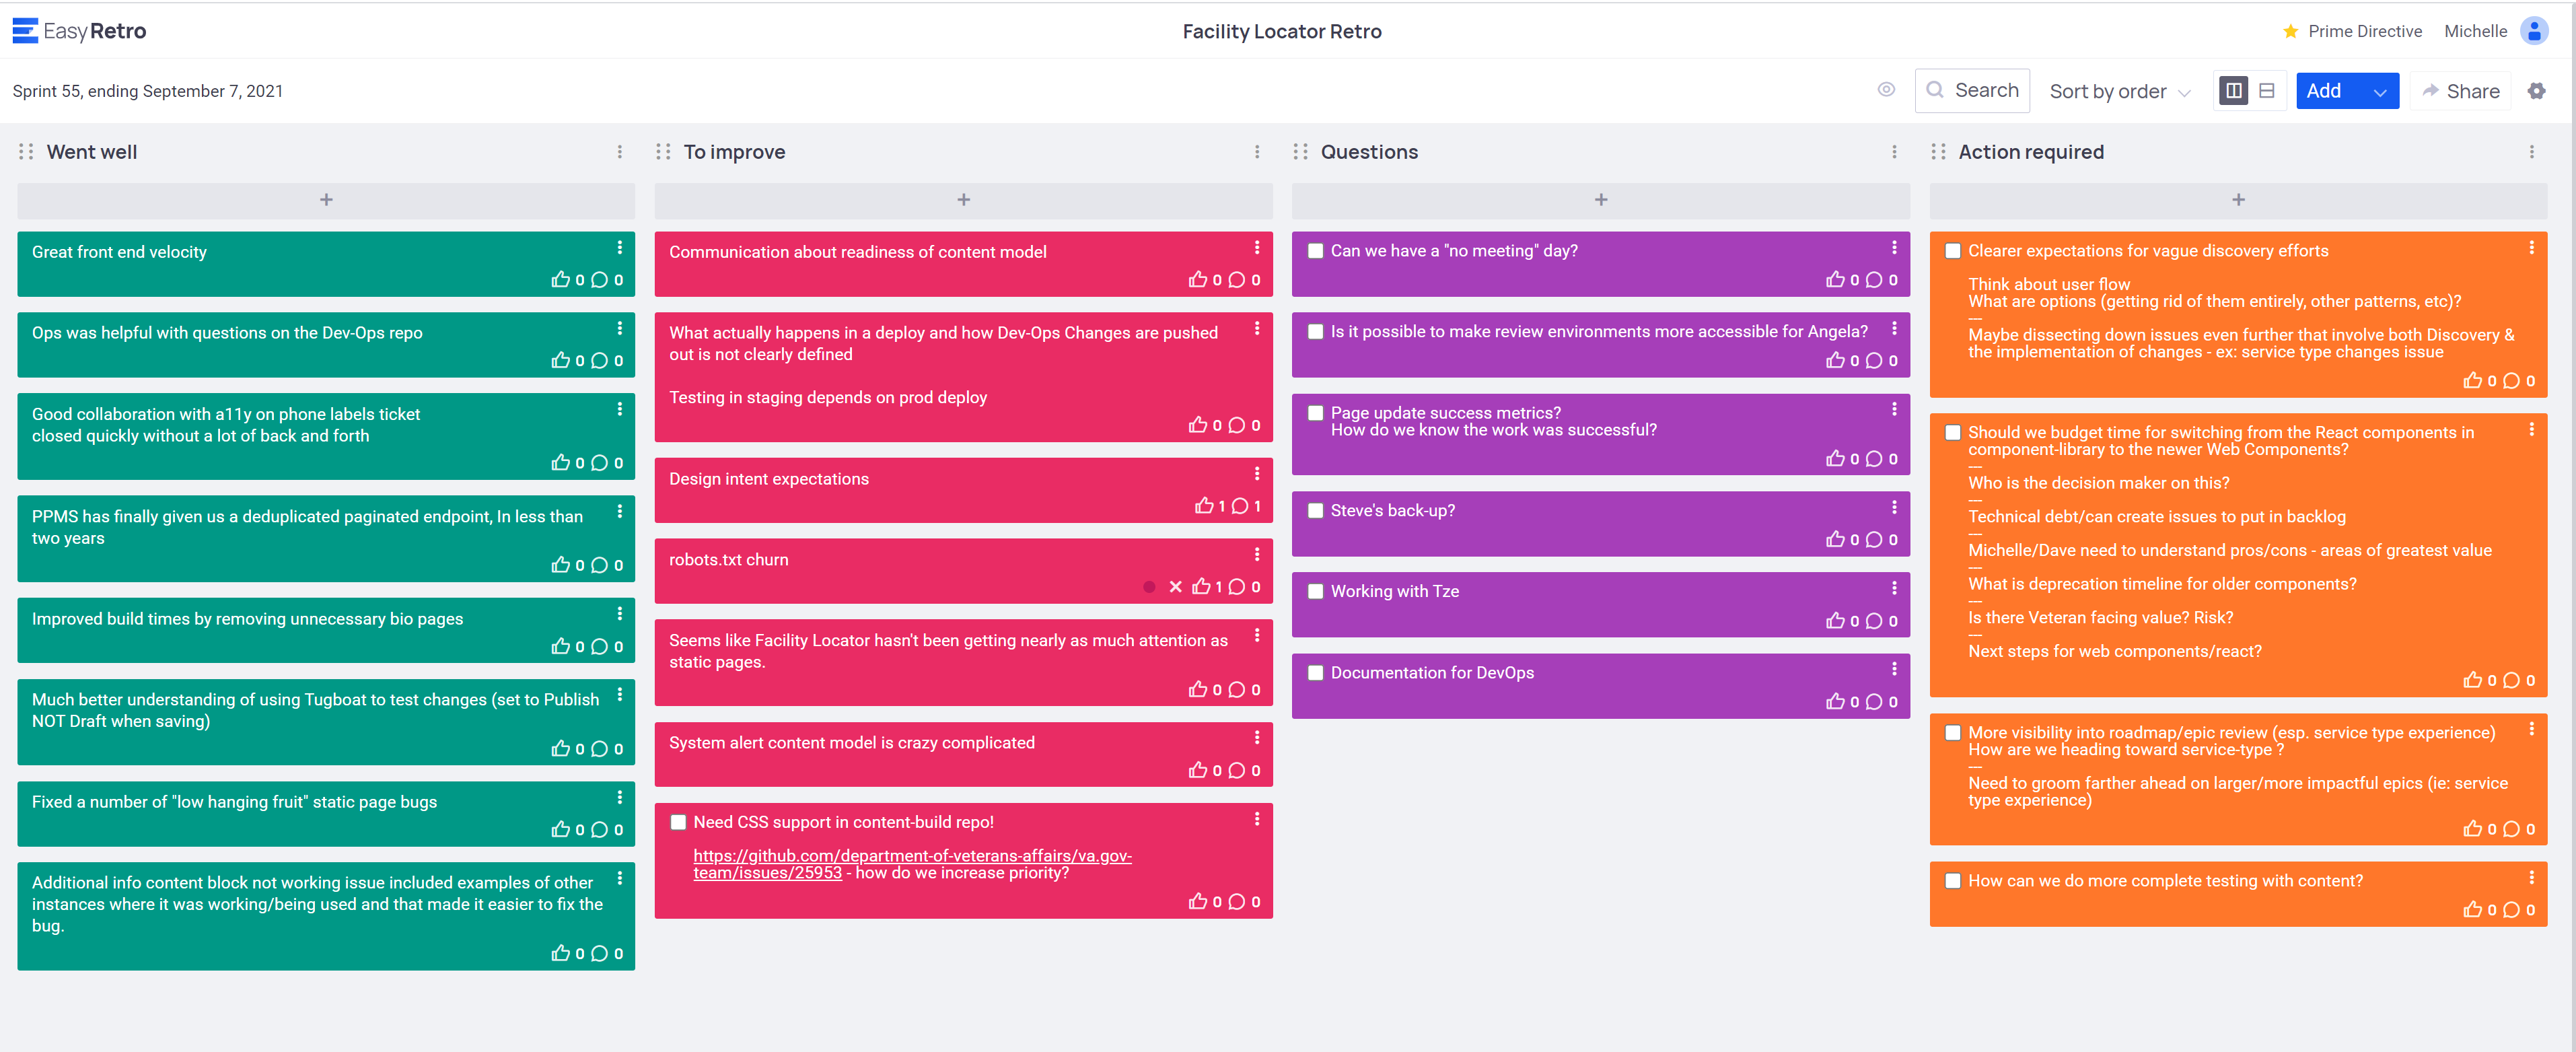 EasyRetro
Facility Locator Retro
Prime Directive
Michelle
Sprint 55, ending September 7, 2021
Search
Sort by order
Add
Share
Went well
+
Great front end velocity
0 0
Ops was helpful with questions on the Dev-Ops repo
0 0
Good collaboration with a11y on phone labels ticket
closed quickly without a lot of back and forth
0 0
PPMS has finally given us a deduplicated paginated endpoint, In less than
two years
0 0
Improved build times by removing unnecessary bio pages
0 0
Much better understanding of using Tugboat to test changes (set to Publish
NOT Draft when saving)
0 0
Fixed a number of "low hanging fruit" static page bugs
0 0
Additional info content block not working issue included examples of other
instances where it was working/being used and that made it easier to fix the
bug.
0 0
To improve
+
Communication about readiness of content model
0 0
What actually happens in a deploy and how Dev-Ops Changes are pushed
out is not clearly defined
Testing in staging depends on prod deploy
0 0
Design intent expectations
1 1
robots.txt churn
1 0
Seems like Facility Locator hasn't been getting nearly as much attention as
static pages.
0 0
System alert content model is crazy complicated
0 0
Need CSS support in content-build repo!
https://github.com/department-of-veterans-affairs/va.gov-
team/issues/25953 - how do we increase priority?
0 0
Questions
+
Can we have a "no meeting" day?
0 0
Is it possible to make review environments more accessible for Angela?
0 0
Page update success metrics?
How do we know the work was successful?
0 0
Steve's back-up?
0 0
Working with Tze
0 0
Documentation for DevOps
0 0
Action required
+
Clearer expectations for vague discovery efforts
Think about user flow
What are options (getting rid of them entirely, other patterns, etc)?
---
Maybe dissecting down issues even further that involve both Discovery &
the implementation of changes - ex: service type changes issue
0 0
Should we budget time for switching from the React components in
component-library to the newer Web Components?
---
Who is the decision maker on this?
---
Technical debt/can create issues to put in backlog
---
Michelle/Dave need to understand pros/cons - areas of greatest value
---
What is deprecation timeline for older components?
---
Is there Veteran facing value? Risk?
---
Next steps for web components/react?
0 0
More visibility into roadmap/epic review (esp. service type experience)
How are we heading toward service-type ?
---
Need to groom farther ahead on larger/more impactful epics (ie: service
type experience)
0 0
How can we do more complete testing with content?
0 0